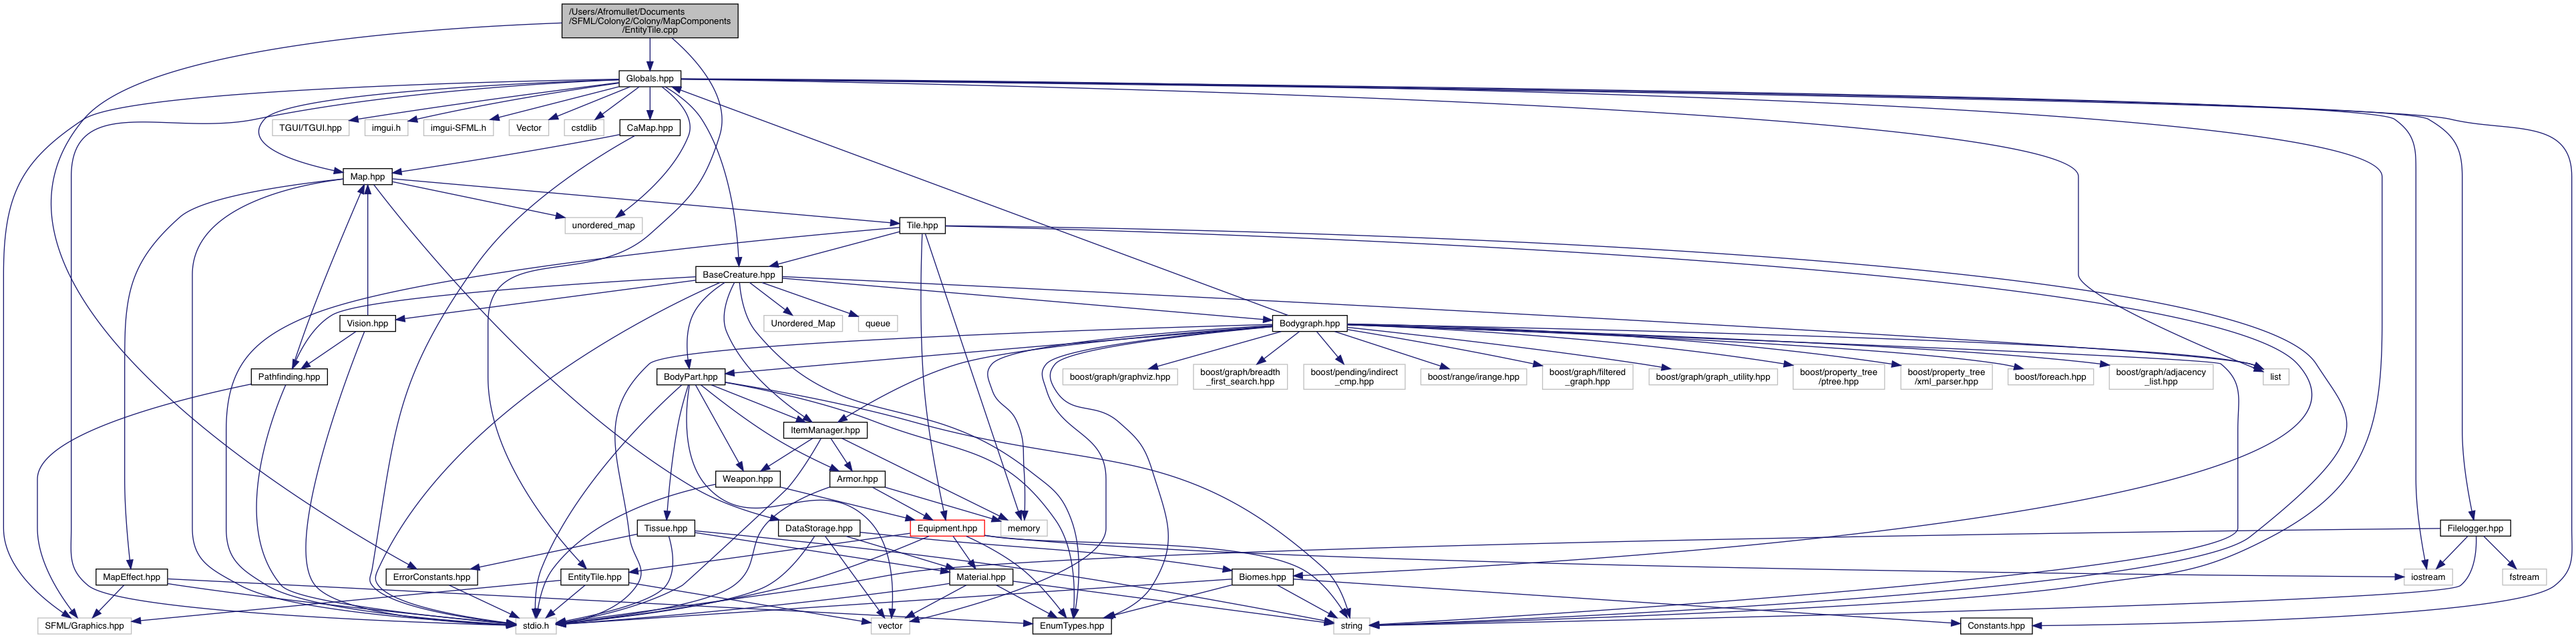 /Users/Afromullet/Documents
/SFML/Colony2/Colony/MapComponents
/EntityTile.cpp
Globals.hpp
TGUI/TGUI.hpp
imgui.h
imgui-SFML.h
Vector
cstdlib
CaMap.hpp
Map.hpp
unordered_map
Tile.hpp
BaseCreature.hpp
Vision.hpp
Unordered_Map
queue
Bodygraph.hpp
Pathfinding.hpp
BodyPart.hpp
boost/graph/graphviz.hpp
boost/graph/breadth
_first_search.hpp
boost/pending/indirect
_cmp.hpp
boost/range/irange.hpp
boost/graph/filtered
_graph.hpp
boost/graph/graph_utility.hpp
boost/property_tree
/ptree.hpp
boost/property_tree
/xml_parser.hpp
boost/foreach.hpp
boost/graph/adjacency
_list.hpp
list
ItemManager.hpp
Weapon.hpp
Armor.hpp
Tissue.hpp
DataStorage.hpp
Equipment.hpp
memory
Filelogger.hpp
MapEffect.hpp
ErrorConstants.hpp
EntityTile.hpp
Material.hpp
Biomes.hpp
iostream
fstream
SFML/Graphics.hpp
stdio.h
vector
EnumTypes.hpp
string
Constants.hpp